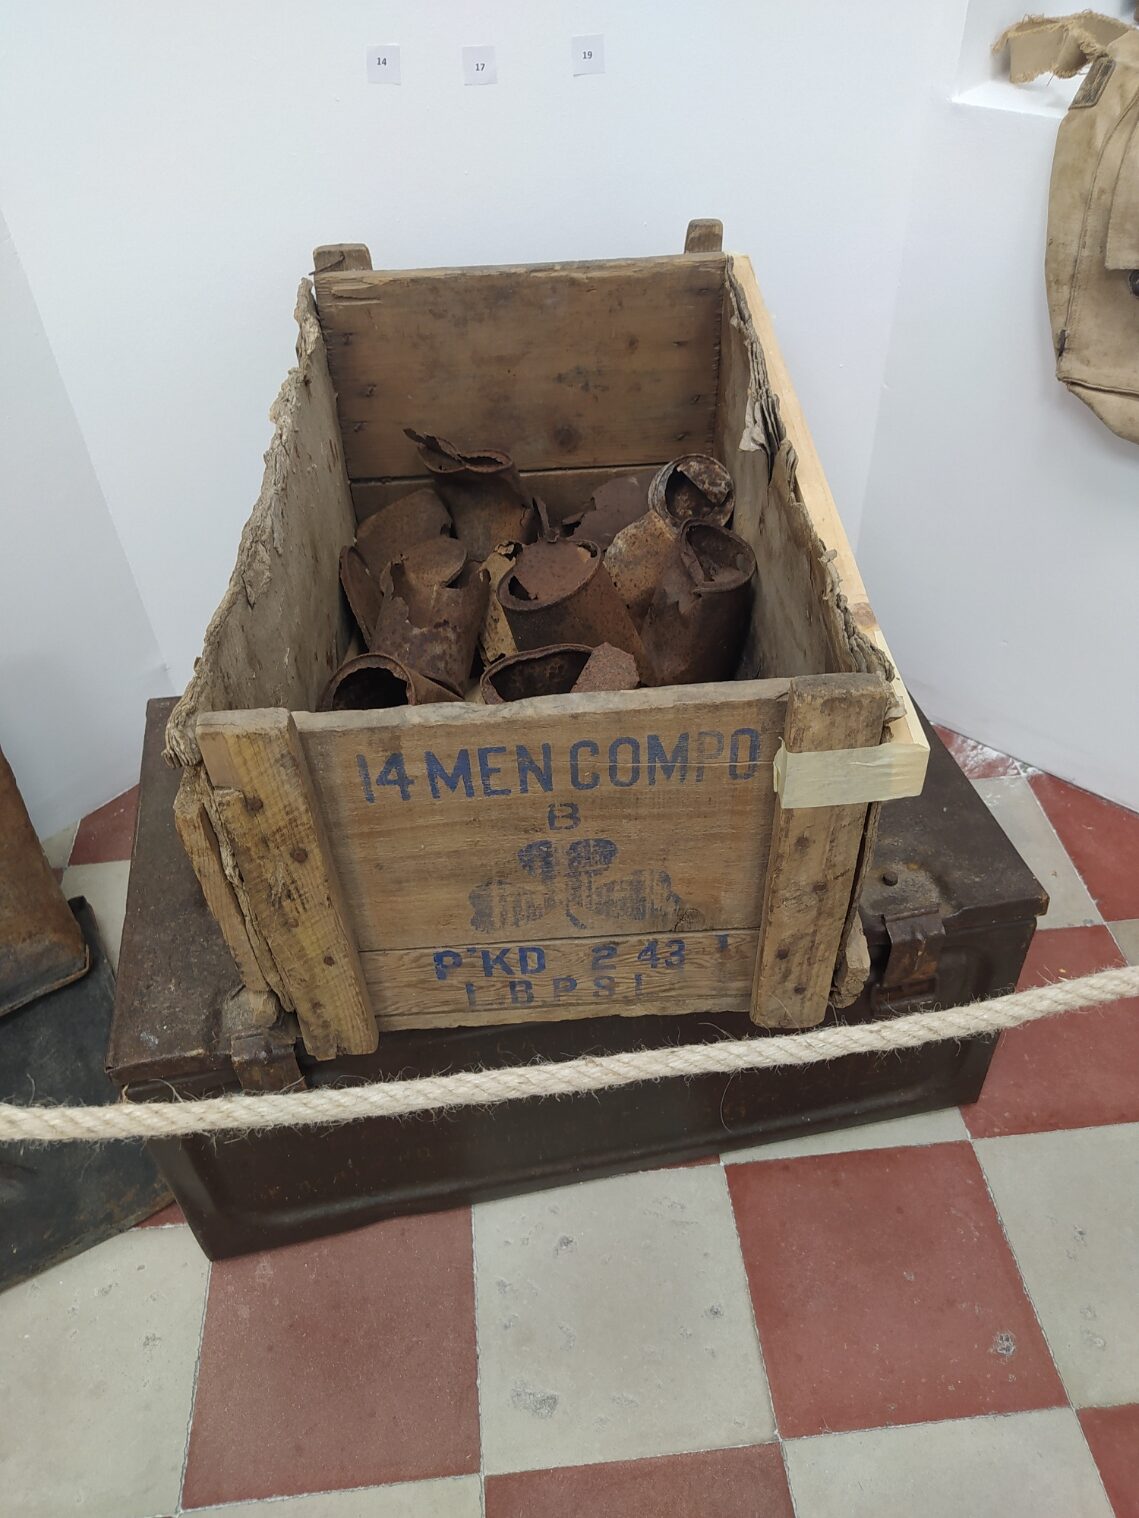 14 17 19
14 MEN COMPO
B
P'KD 2 43